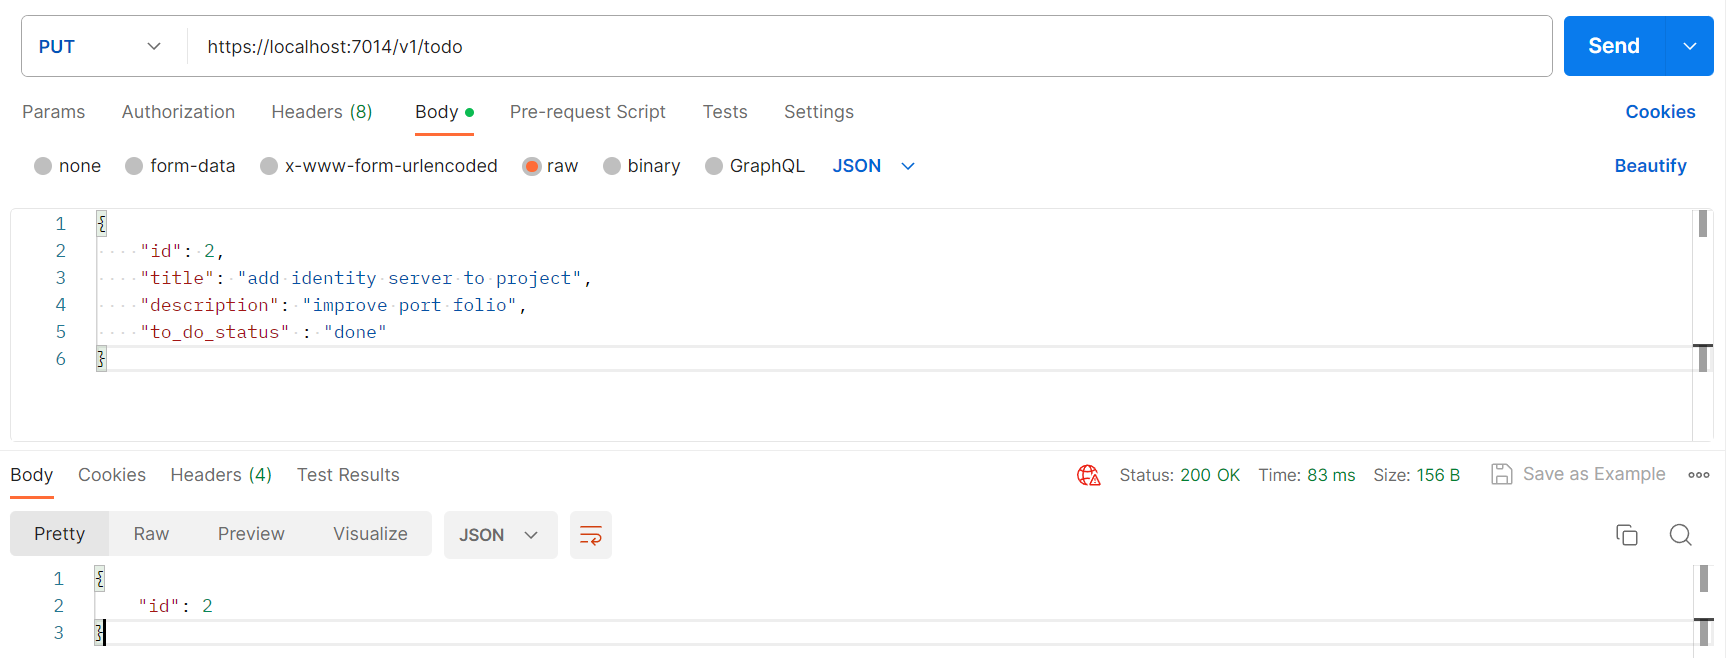 PUT https://localhost:7014/v1/todo Send
Params Authorization Headers (8) Body Pre-request Script Tests Settings Cookies
none form-data x-www-form-urlencoded raw binary GraphQL JSON Beautify
1 {
2 "id": 2,
3 "title": "add identity server to project",
4 "description": "improve port folio",
5 "to_do_status" : "done"
6 }
Body Cookies Headers (4) Test Results Status: 200 OK Time: 83 ms Size: 156 B Save as Example
Pretty Raw Preview Visualize JSON
1 {
2 "id": 2
3 }